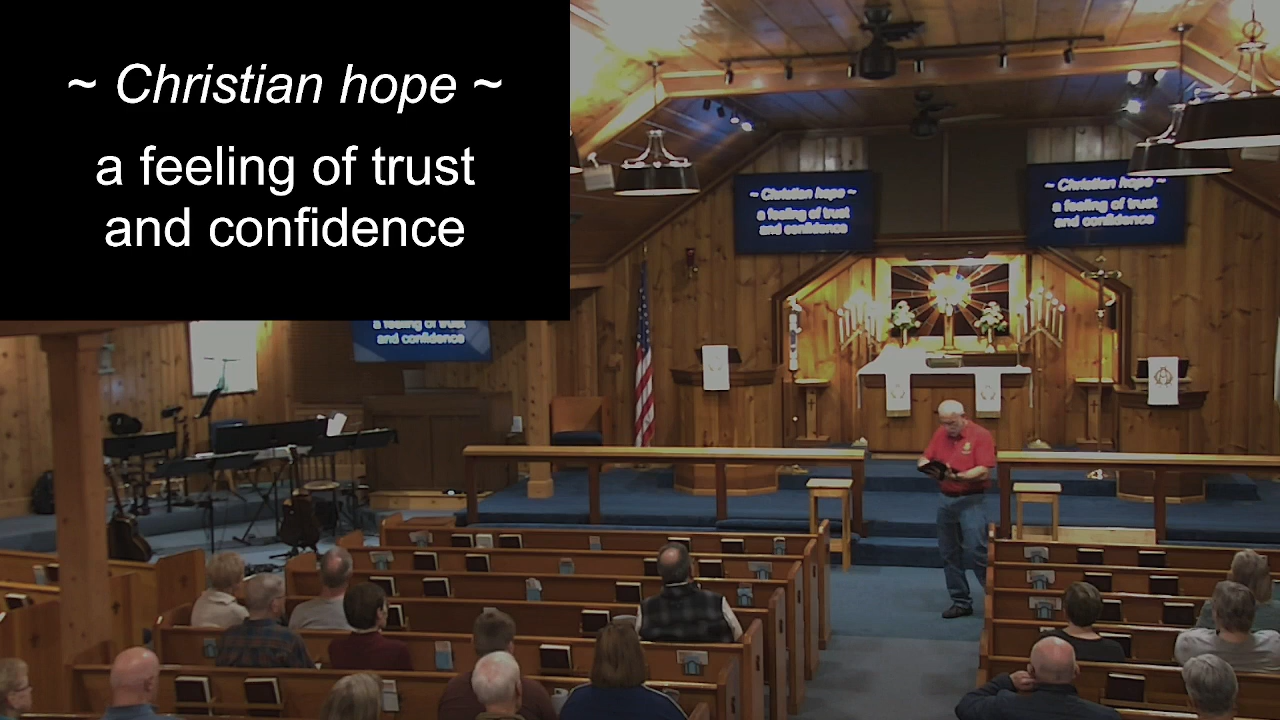 ~ Christian hope ~
a feeling of trust
and confidence
~ Christian hope ~
a feeling of trust
and confidence
~ Christian hope ~
a feeling of trust
and confidence
a feeling of trust
and confidence